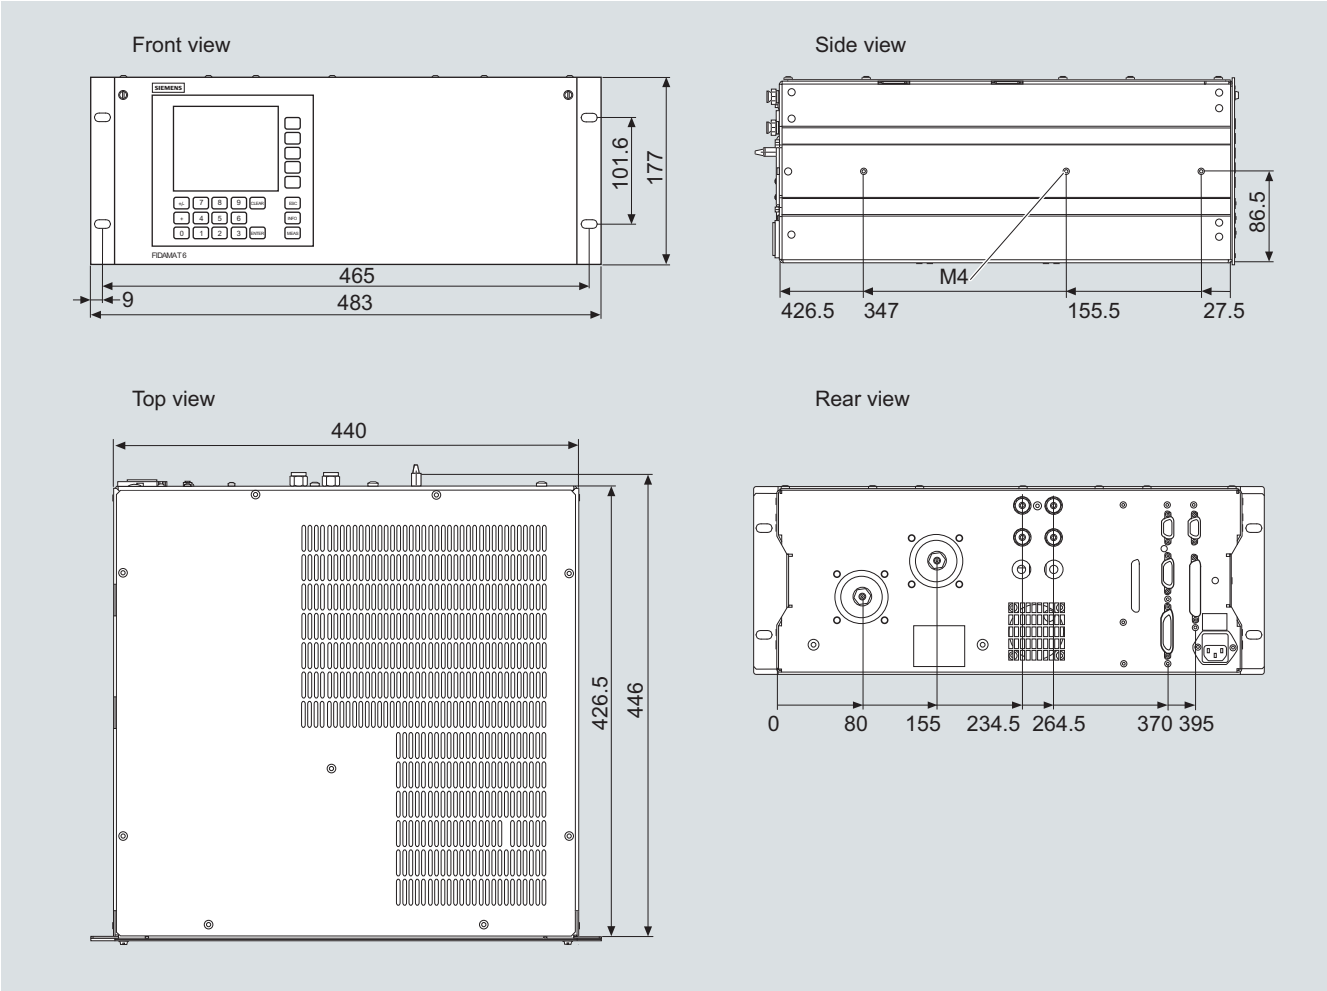 Front view
Side view
SIEMENS
+/- 7 8 9 CLEAR ESC
4 5 6 INFO
0 1 2 3 ENTER MEAS
FIDAMAT 6
101.6
177
465
9
483
86.5
M4
426.5 347 155.5 27.5
Top view
Rear view
440
426.5
446
0 80 155 234.5 264.5 370 395